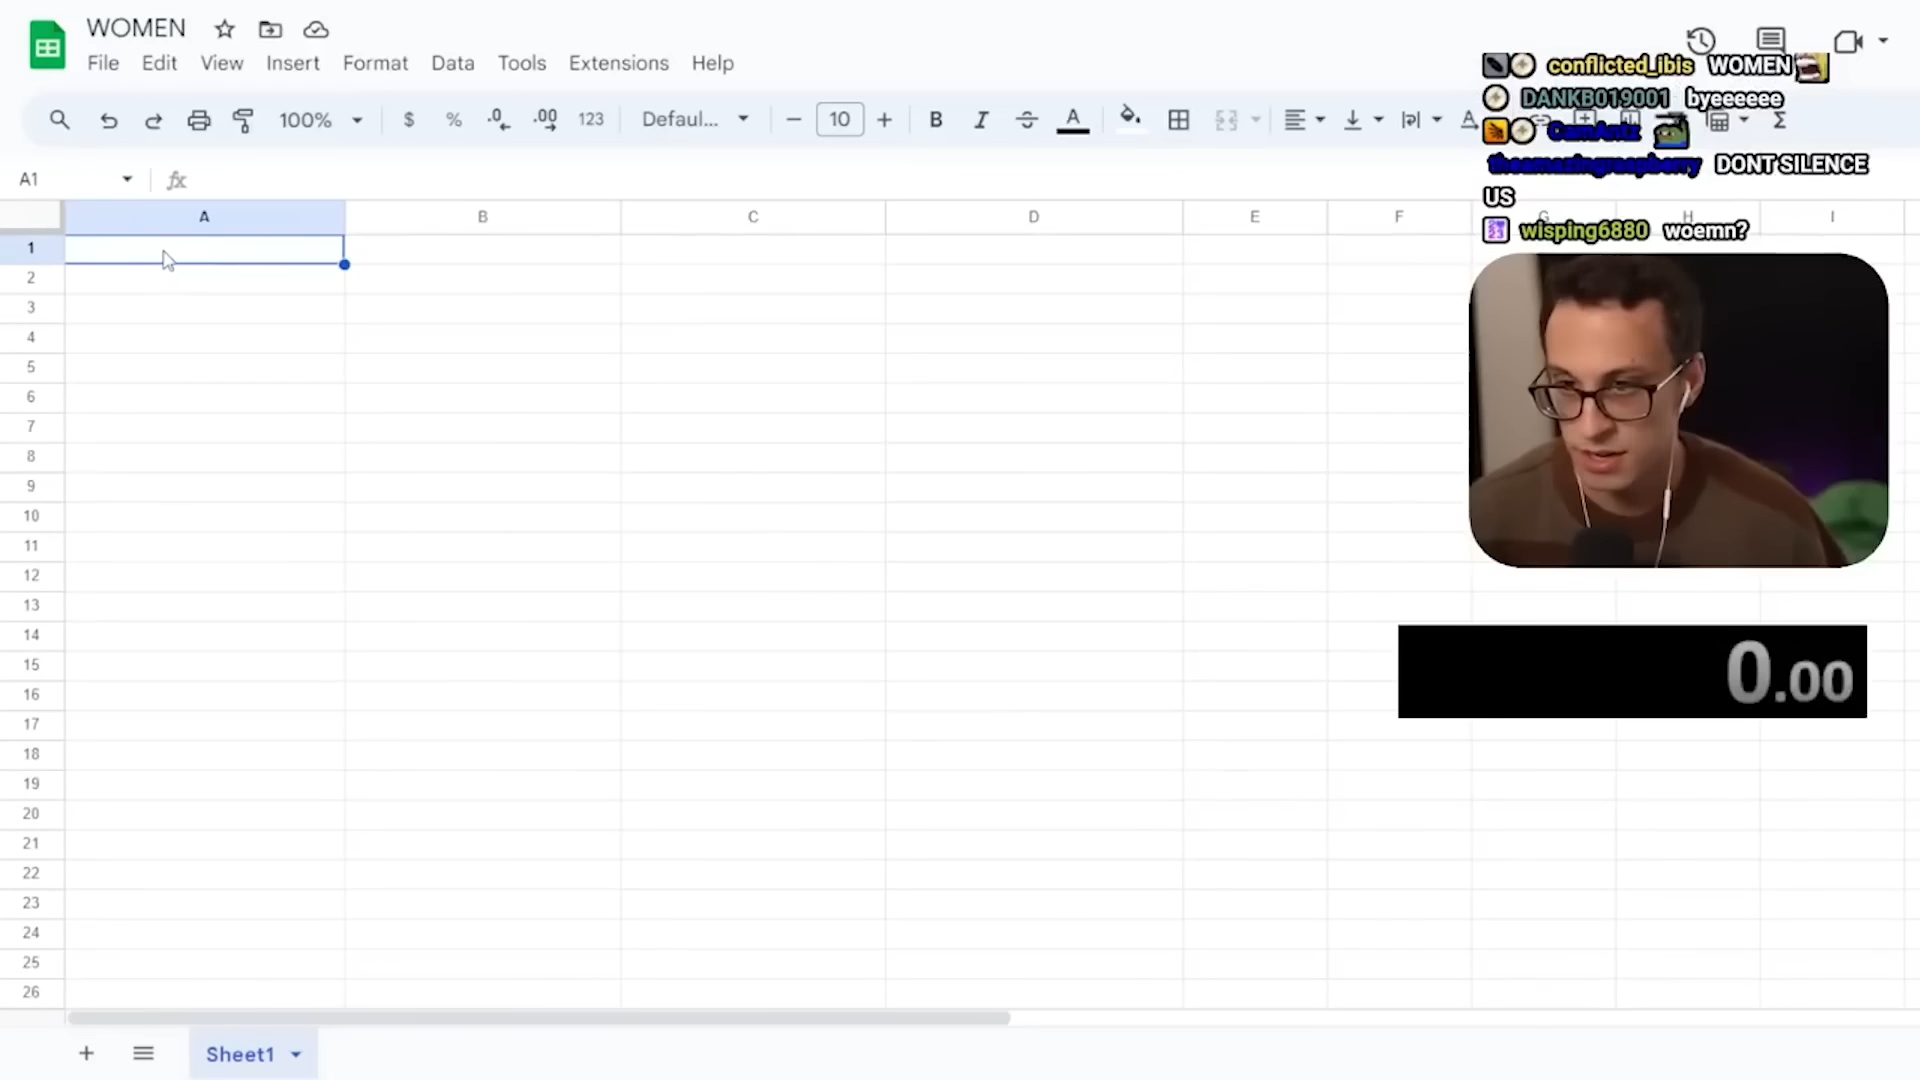 WOMEN
File Edit View Insert Format Data Tools Extensions Help
100% $ % .0 .00 123 Defaul... 10 B I A Σ
A1 fx
A B C D E F G H I
1
2
3
4
5
6
7
8
9
10
11
12
13
14
15
16
17
18
19
20
21
22
23
24
25
26
Sheet1
conflicted_ibis WOMEN
DANKB019001 byeeeeee
CamAntz
theamazingraspberry DONT SILENCE
US
wisping6880 woemn?
0.00